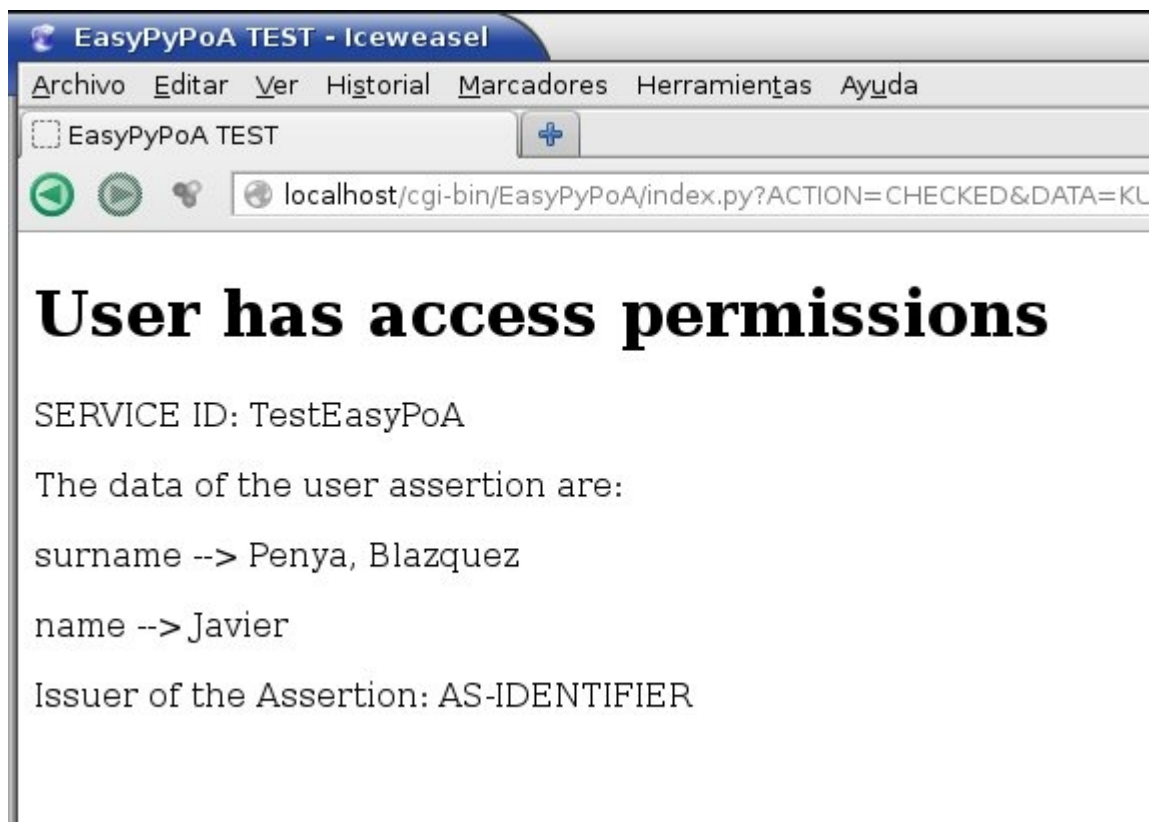 EasyPyPoA TEST - Iceweasel
Archivo Editar Ver Historial Marcadores Herramientas Ayuda
EasyPyPoA TEST
localhost/cgi-bin/EasyPyPoA/index.py?ACTION=CHECKED&DATA=KU
User has access permissions
SERVICE ID: TestEasyPoA
The data of the user assertion are:
surname --> Penya, Blazquez
name --> Javier
Issuer of the Assertion: AS-IDENTIFIER